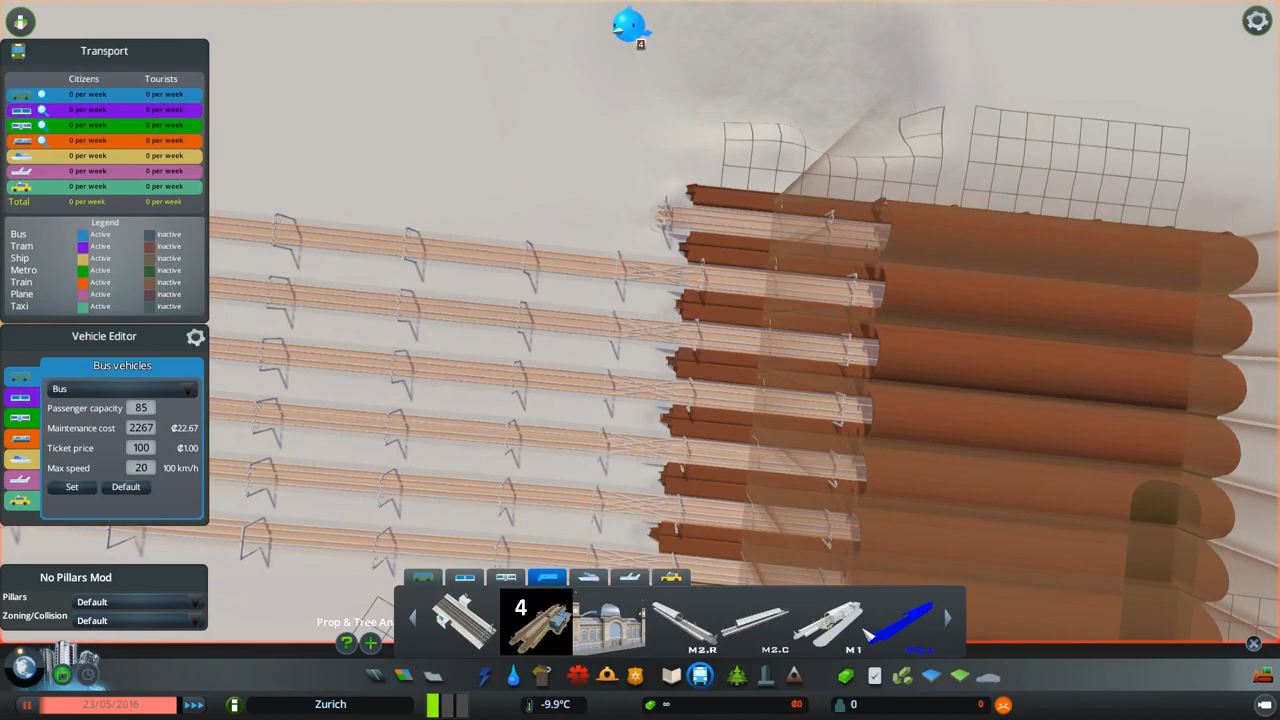 4
Transport
Citizens Tourists
0 per week 0 per week
0 per week 0 per week
0 per week 0 per week
0 per week 0 per week
0 per week 0 per week
0 per week 0 per week
0 per week 0 per week
Total 0 per week 0 per week
Legend
Bus Active Inactive
Tram Active Inactive
Ship Active Inactive
Metro Active Inactive
Train Active Inactive
Plane Active Inactive
Taxi Active Inactive
Vehicle Editor
Bus vehicles
Bus
Passenger capacity 85
Maintenance cost 2267 ₡22.67
Ticket price 100 ₡1.00
Max speed 20 100 km/h
Set Default
No Pillars Mod
Pillars Default
Zoning/Collision Default
Prop & Tree An
? +
4
M2.R M2.C M1
23/05/2016 Zurich -9.9°C ∞ ₡0 0 0